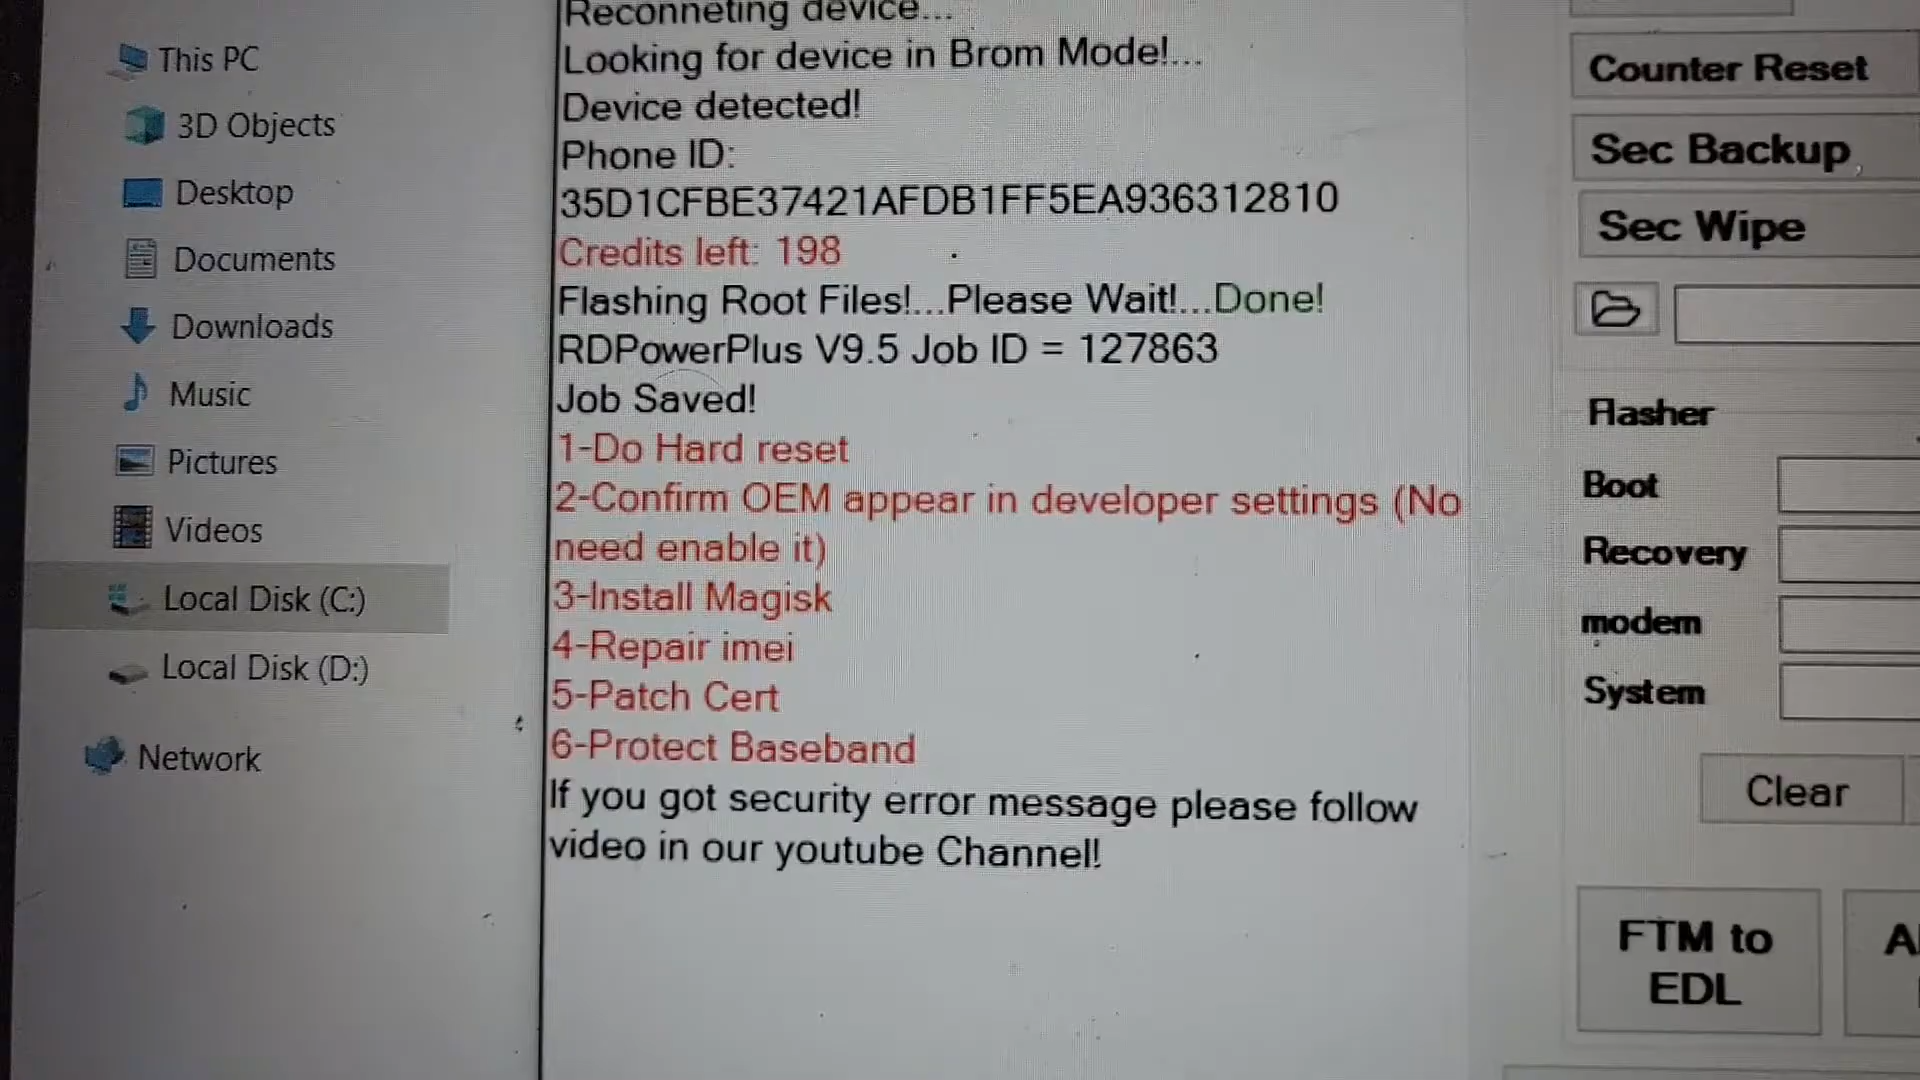 This PC
3D Objects
Desktop
Documents
Downloads
Music
Pictures
Videos
Local Disk (C:)
Local Disk (D:)
Network
Reconneting device...
Looking for device in Brom Mode!...
Device detected!
Phone ID:
35D1CFBE37421AFDB1FF5EA936312810
Credits left: 198
Flashing Root Files!...Please Wait!...Done!
RDPowerPlus V9.5 Job ID = 127863
Job Saved!
1-Do Hard reset
2-Confirm OEM appear in developer settings (No
need enable it)
3-Install Magisk
4-Repair imei
5-Patch Cert
6-Protect Baseband
If you got security error message please follow
video in our youtube Channel!
Counter Reset
Sec Backup
Sec Wipe
Flasher
Boot
Recovery
modem
System
Clear
FTM to
EDL